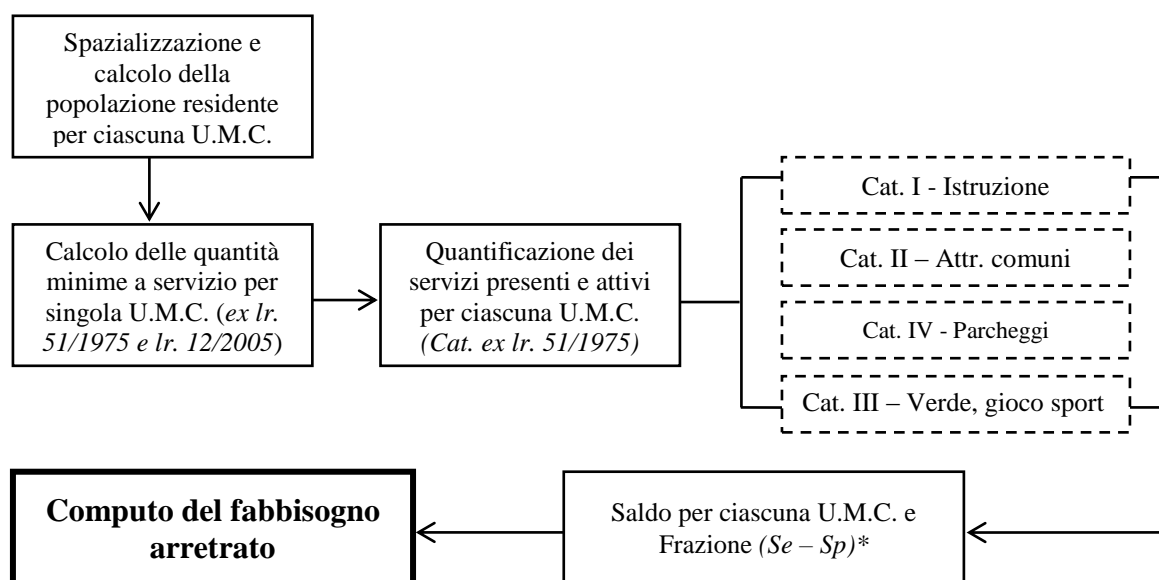 Spazializzazione e
calcolo della
popolazione residente
per ciascuna U.M.C.
Calcolo delle quantità
minime a servizio per
singola U.M.C. (ex lr.
51/1975 e lr. 12/2005)
Quantificazione dei
servizi presenti e attivi
per ciascuna U.M.C.
(Cat. ex lr. 51/1975)
Cat. I - Istruzione
Cat. II – Attr. comuni
Cat. IV - Parcheggi
Cat. III – Verde, gioco sport
Saldo per ciascuna U.M.C. e
Frazione (Se – Sp)*
Computo del fabbisogno
arretrato